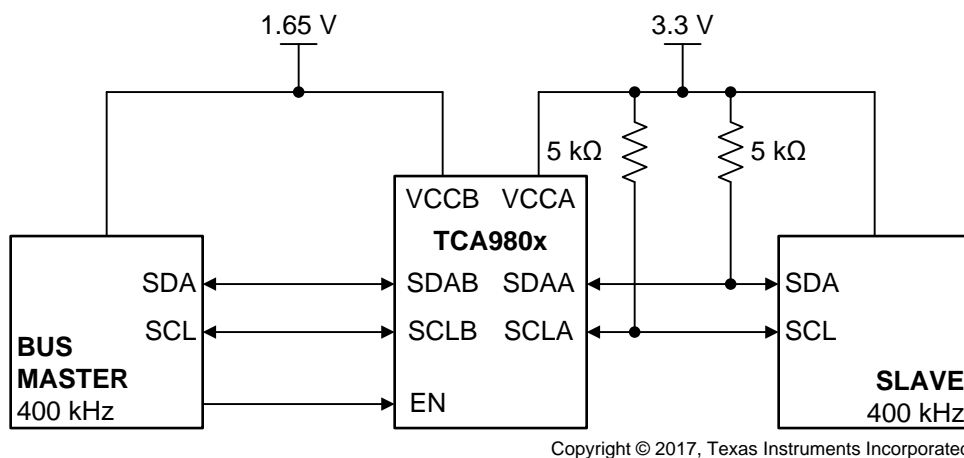 1.65 V
3.3 V
5 kΩ
5 kΩ
VCCB VCCA
TCA980x
SDA
SDAB SDAA
SDA
SCL
SCLB SCLA
SCL
BUS
MASTER
400 kHz
EN
SLAVE
400 kHz
Copyright © 2017, Texas Instruments Incorporated